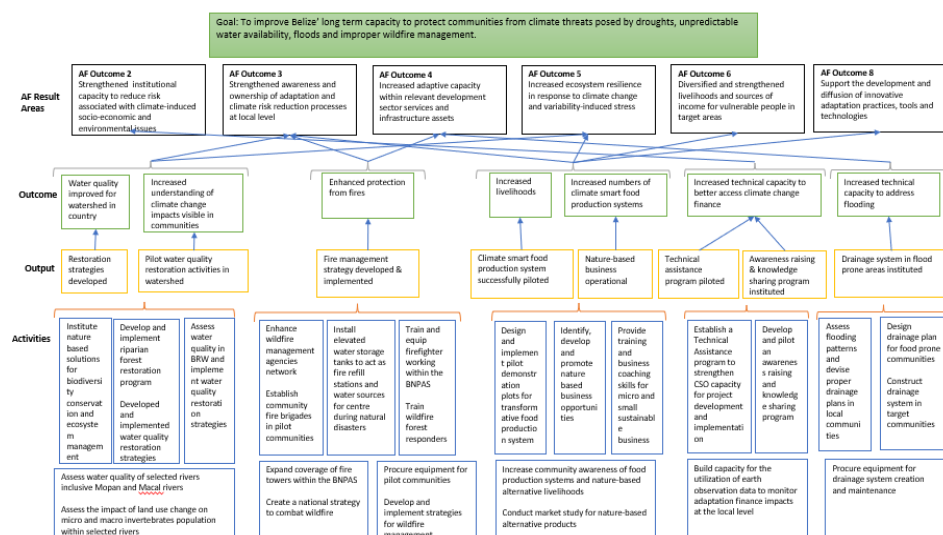 Goal: To improve Belize' long term capacity to protect communities from climate threats posed by droughts, unpredictable
water availability, floods and improper wildfire management.
AF Result
Areas
AF Outcome 2
Strengthened institutional
capacity to reduce risk
associated with climate-induced
socio-economic and
environmental issues
AF Outcome 3
Strengthened awareness and
ownership of adaptation and
climate risk reduction processes
at local level
AF Outcome 4
Increased adaptive capacity
within relevant development
sector services and
infrastructure assets
AF Outcome 5
Increased ecosystem resilience
in response to climate change
and variability-induced stress
AF Outcome 6
Diversified and strengthened
livelihoods and sources of
income for vulnerable people in
target areas
AF Outcome 8
Support the development and
diffusion of innovative
adaptation practices, tools and
technologies
Outcome
Water quality
improved for
watershed in
country
Increased
understanding of
climate change
impacts visible in
communities
Enhanced protection
from fires
Increased
livelihoods
Increased numbers of
climate smart food
production systems
Increased technical capacity to
better access climate change
finance
Increased technical
capacity to address
flooding
Output
Restoration
strategies
developed
Pilot water quality
restoration activities in
watershed
Fire management
strategy developed &
implemented
Climate smart food
production system
successfully piloted
Nature-based
business
operational
Technical
assistance
program piloted
Awareness raising &
knowledge
sharing program
instituted
Drainage system in flood
prone areas instituted
Activities
Institute
nature
based
solutions
for
biodiversi
ty
conservat
ion and
ecosyste
m
managem
ent
Develop and
implement
riparian
forest
restoration
program
Developed and
implemented
water quality
restoration
strategies
Assess
water
quality in
BRW and
impleme
nt water
quality
restorati
on
strategies
Enhance
wildfire
management
agencies
network
Establish
community
fire brigades
in pilot
communities
Install
elevated
water storage
tanks to act as
fire refill
stations and
water sources
for centre
during natural
disasters
Train and
equip
firefighter
working
within the
BNPAS
Train
wildfire
forest
responders
Design
and
implemen
t pilot
demonstr
ation
plots for
transform
ative food
productio
n system
Identify,
develop
and
promote
nature
based
business
opportuni
ties
Provide
training
and
business
coaching
skills for
micro and
small
sustainabl
e
business
Establish a
Technical
Assistance
program to
strengthen
CSO capacity
for project
development
and
implementati
on
Develop
and pilot
an
awarenes
s raising
and
knowledg
e sharing
program
Assess
flooding
patterns
and
devise
proper
drainage
plans in
local
communi
ties
Design
drainage plan
for food prone
communities
Construct
drainage
system in
target
communities
Assess water quality of selected rivers
inclusive Mopan and Macal rivers
Assess the impact of land use change on
micro and macro invertebrates population
within selected rivers
Expand coverage of fire
towers within the BNPAS
Create a national strategy
to combat wildfire
Procure equipment for
pilot communities
Develop and
implement strategies
for wildfire
management
Increase community awareness of food
production systems and nature-based
alternative livelihoods
Conduct market study for nature-based
alternative products
Build capacity for the
utilization of earth
observation data to monitor
adaptation finance impacts
at the local level
Procure equipment for
drainage system creation
and maintenance